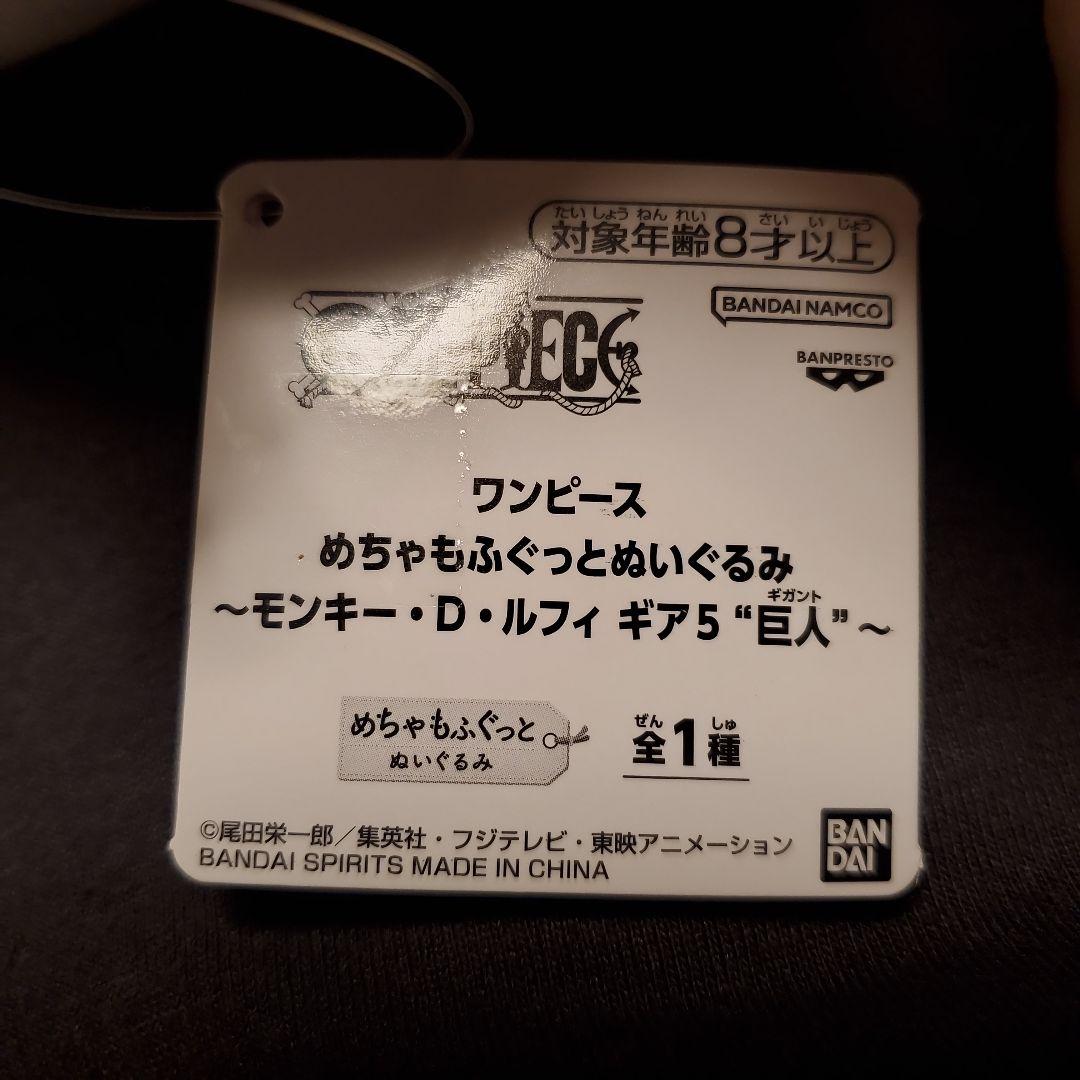 たいしょうねんれい さいいじょう
対象年齢8才以上
PIECE
BANDAI NAMCO
BANPRESTO
ワンピース
めちゃもふぐっとぬいぐるみ
ギガント
～モンキー・D・ルフィ ギア5 “巨人”～
めちゃもふぐっと
ぬいぐるみ
ぜん しゅ
全1種
©尾田栄一郎／集英社・フジテレビ・東映アニメーション
BANDAI SPIRITS MADE IN CHINA
BAN
DAI